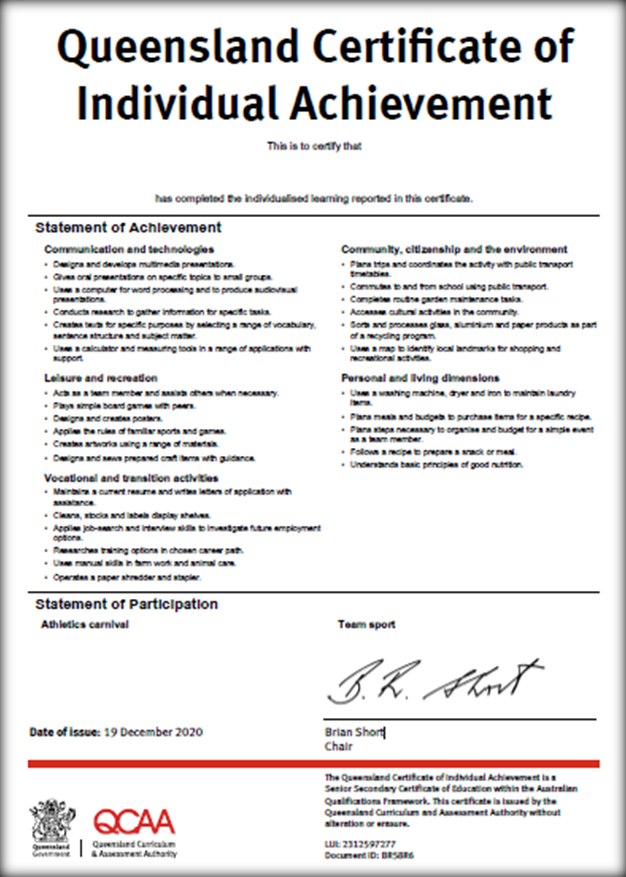 Queensland Certificate of
Individual Achievement
This is to certify that
has completed the individualised learning reported in this certificate.
Statement of Achievement
Communication and technologies
• Designs and develops multimedia presentations.
• Gives oral presentations on specific topics to small groups.
• Uses a computer for word processing and to produce audiovisual
presentations.
• Conducts research to gather information for specific tasks.
• Creates texts for specific purposes by selecting a range of vocabulary,
sentence structure and subject matter.
• Uses a calculator and measuring tools in a range of applications with
support.
Leisure and recreation
• Acts as a team member and assists others when necessary.
• Plays simple board games with peers.
• Designs and creates posters.
• Applies the rules of familiar sports and games.
• Creates artworks using a range of materials.
• Designs and sews prepared craft items with guidance.
Vocational and transition activities
• Maintains a current resume and writes letters of application with
assistance.
• Cleans, stocks and labels display shelves.
• Applies job-search and interview skills to investigate future employment
options.
• Researches training options in chosen career path.
• Uses manual skills in farm work and animal care.
• Operates a paper shredder and stapler.
Community, citizenship and the environment
• Plans trips and coordinates the activity with public transport
timetables.
• Commutes to and from school using public transport.
• Completes routine garden maintenance tasks.
• Accesses cultural activities in the community.
• Sorts and processes glass, aluminium and paper products as part
of a recycling program.
• Uses a map to identify local landmarks for shopping and
recreational activities.
Personal and living dimensions
• Uses a washing machine, dryer and iron to maintain laundry
items.
• Plans meals and budgets to purchase items for a specific recipe.
• Plans steps necessary to organise and budget for a simple event
as a team member.
• Follows a recipe to prepare a snack or meal.
• Understands basic principles of good nutrition.
Statement of Participation
Athletics carnival
Team sport
B. R. Short
Date of issue: 19 December 2020
Brian Short
Chair
The Queensland Certificate of Individual Achievement is a
Senior Secondary Certificate of Education within the Australian
Qualifications Framework. This certificate is issued by the
Queensland Curriculum and Assessment Authority without
alteration or erasure.
LUI: 2312597277
Document ID: BR58R6
Queensland
Government
QCAA
Queensland Curriculum
& Assessment Authority